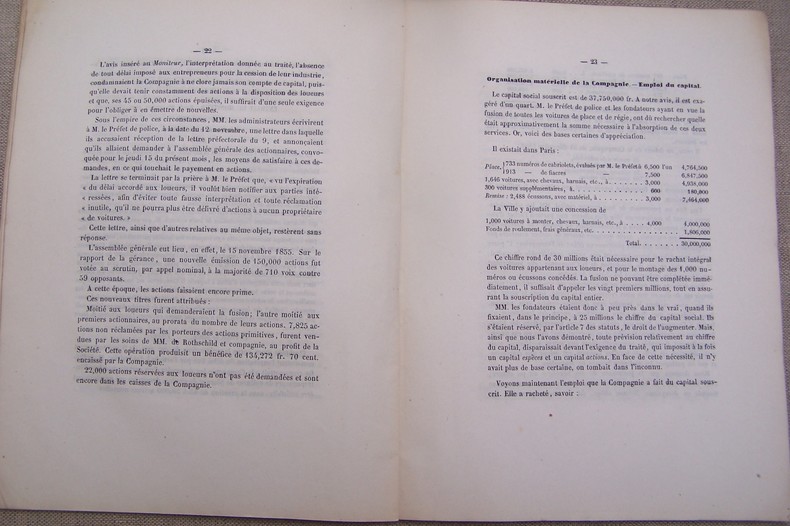 — 22 —
L'avis inséré au Moniteur, l'interprétation donnée au traité, l'absence
de tout délai imposé aux entrepreneurs pour la cession de leur industrie,
condamnaient la Compagnie à ne clore jamais son compte de capital, puis-
qu'elle devait tenir constamment des actions à la disposition des loueurs
et que, ses 45 ou 50,000 actions épuisées, il suffirait d'une seule exigence
pour l'obliger à en émettre de nouvelles.
Sous l'empire de ces circonstances, MM. les administrateurs écrivirent
à M. le Préfet de police, à la date du 12 novembre, une lettre dans laquelle
ils accusaient réception de la lettre préfectorale du 9, et annonçaient
qu'ils allaient demander à l'assemblée générale des actionnaires, convo-
quée pour le jeudi 15 du présent mois, les moyens de satisfaire à ces de-
mandes, en ce qui touchait le payement en actions.
La lettre se terminait par la prière à M. le Préfet que, « vu l'expiration
« du délai accordé aux loueurs, il voulût bien notifier aux parties inté-
« ressées, afin d'éviter toute fausse interprétation et toute réclamation
« inutile, qu'il ne pourra plus être délivré d'actions à aucun propriétaire
« de voitures. »
Cette lettre, ainsi que d'autres relatives au même objet, restèrent sans
réponse.
L'assemblée générale eut lieu, en effet, le 15 novembre 1855. Sur le
rapport de la gérance, une nouvelle émission de 150,000 actions fut
votée au scrutin, par appel nominal, à la majorité de 710 voix contre
59 opposants.
A cette époque, les actions faisaient encore prime.
Ces nouveaux titres furent attribués :
Moitié aux loueurs qui demanderaient la fusion; l'autre moitié aux
premiers actionnaires, au prorata du nombre de leurs actions. 7,825 ac-
tions non réclamées par les porteurs des actions primitives, furent ven-
dues par les soins de MM. de Rothschild et compagnie, au profit de la
Société. Cette opération produisit un bénéfice de 134,272 fr. 70 cent.
encaissé par la Compagnie.
22,000 actions réservées aux loueurs n'ont pas été demandées et sont
encore dans les caisses de la Compagnie.
— 23 —
Organisation matérielle de la Compagnie. — Emploi du capital.
Le capital social souscrit est de 37,750,000 fr. A notre avis, il est exa-
géré d'un quart. M. le Préfet de police et les fondateurs ayant en vue la
fusion de toutes les voitures de place et de régie, ont dû rechercher quelle
était approximativement la somme nécessaire à l'absorption de ces deux
services. Or, voici des bases certaines d'appréciation.
Il existait dans Paris :
Place, 733 numéros de cabriolets, évalués par M. le Préfet à 6,500 l'un 4,764,500
913 — de fiacres — 7,500 6,847,500
1,646 voitures, avec chevaux, harnais, etc., à . . . . . . 3,000 4,938,000
300 voitures supplémentaires, à . . . . . . 600 180,000
Remise : 2,488 écussons, avec matériel, à . . . . . . 3,000 7,464,000
La Ville y ajoutait une concession de
1,000 voitures à monter, chevaux, harnais, etc., à . . . . 4,000 4,000,000
Fonds de roulement, frais généraux, etc. . . . . . . 1,806,000
Total. . . . . . . . 30,000,000
Ce chiffre rond de 30 millions était nécessaire pour le rachat intégral
des voitures appartenant aux loueurs, et pour le montage des 1,000 nu-
méros ou écussons concédés. La fusion ne pouvant être complétée immé-
diatement, il suffisait d'appeler les vingt premiers millions, tout en assu-
rant la souscription du capital entier.
MM. les fondateurs étaient donc à peu près dans le vrai, quand ils
fixaient, dans le principe, à 25 millions le chiffre du capital social. Ils
s'étaient réservé, par l'article 7 des statuts, le droit de l'augmenter. Mais,
ainsi que nous l'avons démontré, toute prévision relativement au chiffre
du capital, disparaissait devant l'exigence du traité, qui imposait à la fois
un capital espèces et un capital actions. En face de cette nécessité, il n'y
avait plus de base certaine, on tombait dans l'inconnu.
Voyons maintenant l'emploi que la Compagnie a fait du capital sous-
crit. Elle a racheté, savoir :